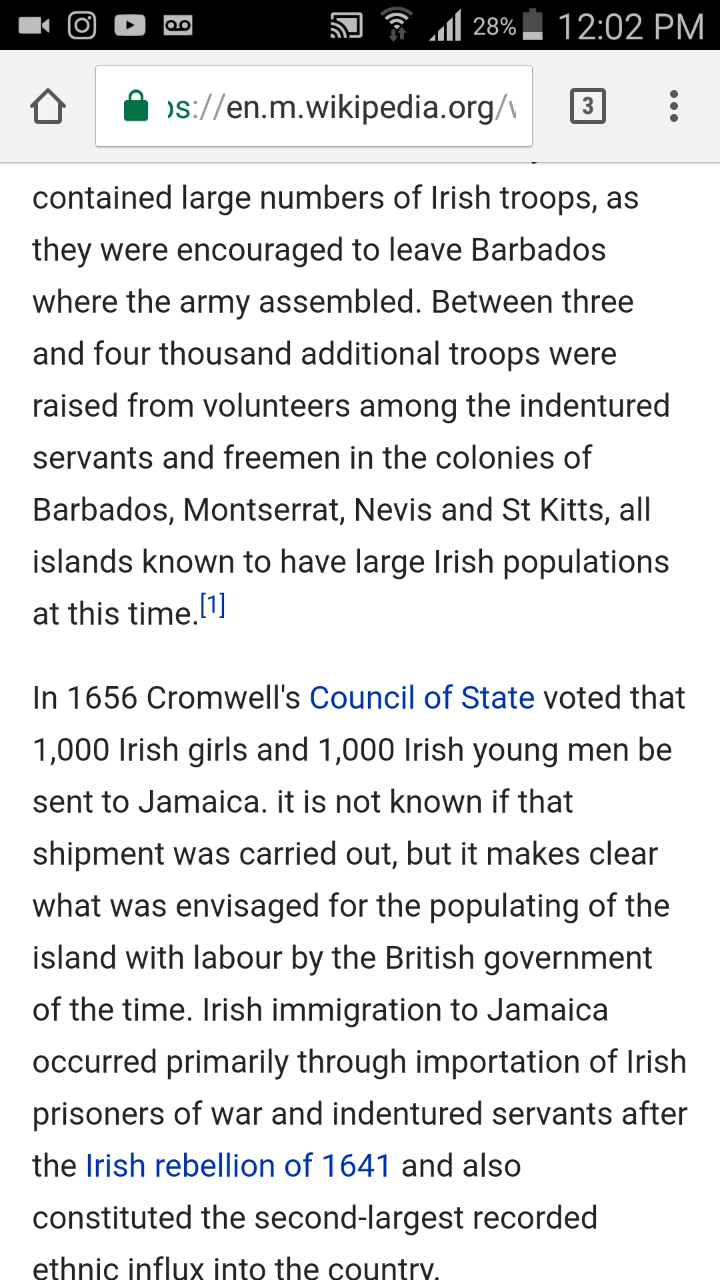 28% 12:02 PM
ps://en.m.wikipedia.org/ 3
contained large numbers of Irish troops, as
they were encouraged to leave Barbados
where the army assembled. Between three
and four thousand additional troops were
raised from volunteers among the indentured
servants and freemen in the colonies of
Barbados, Montserrat, Nevis and St Kitts, all
islands known to have large Irish populations
at this time.[1]
In 1656 Cromwell's Council of State voted that
1,000 Irish girls and 1,000 Irish young men be
sent to Jamaica. it is not known if that
shipment was carried out, but it makes clear
what was envisaged for the populating of the
island with labour by the British government
of the time. Irish immigration to Jamaica
occurred primarily through importation of Irish
prisoners of war and indentured servants after
the Irish rebellion of 1641 and also
constituted the second-largest recorded
ethnic influx into the country.